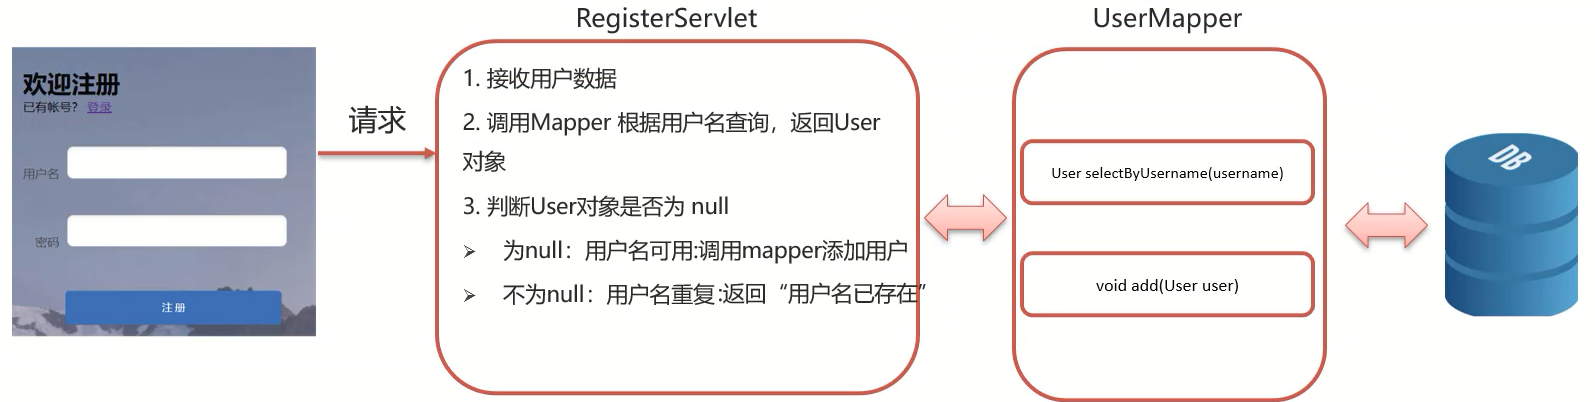 欢迎注册
已有帐号？ 登录
用户名
密码
注册
请求
RegisterServlet
1. 接收用户数据
2. 调用Mapper 根据用户名查询，返回User
对象
3. 判断User对象是否为 null
➢ 为null：用户名可用:调用mapper添加用户
➢ 不为null：用户名重复:返回“用户名已存在”
UserMapper
User selectByUsername(username)
void add(User user)
DB